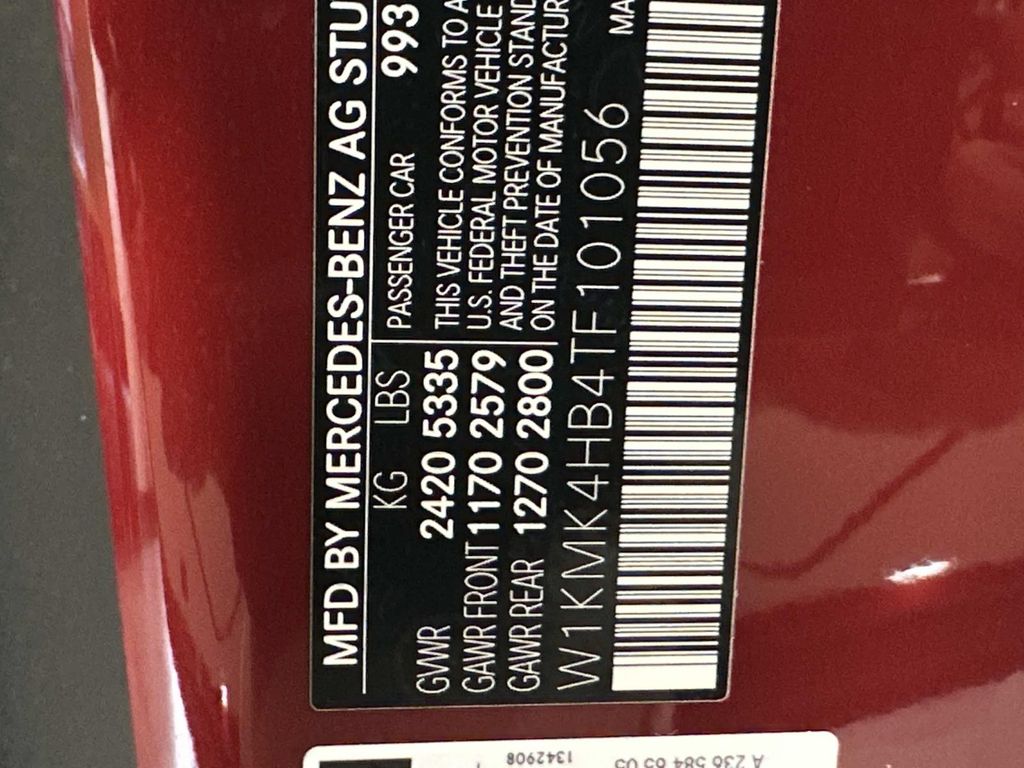 MFD BY MERCEDES-BENZ AG STU
KG LBS
GVWR 2420 5335
GAWR FRONT 1170 2579
GAWR REAR 1270 2800
PASSENGER CAR 993
THIS VEHICLE CONFORMS TO A
U.S. FEDERAL MOTOR VEHICLE
AND THEFT PREVENTION STAND
ON THE DATE OF MANUFACTUR
W1KMK4HB4TF101056
MA
1342908
A 236 584 65 05